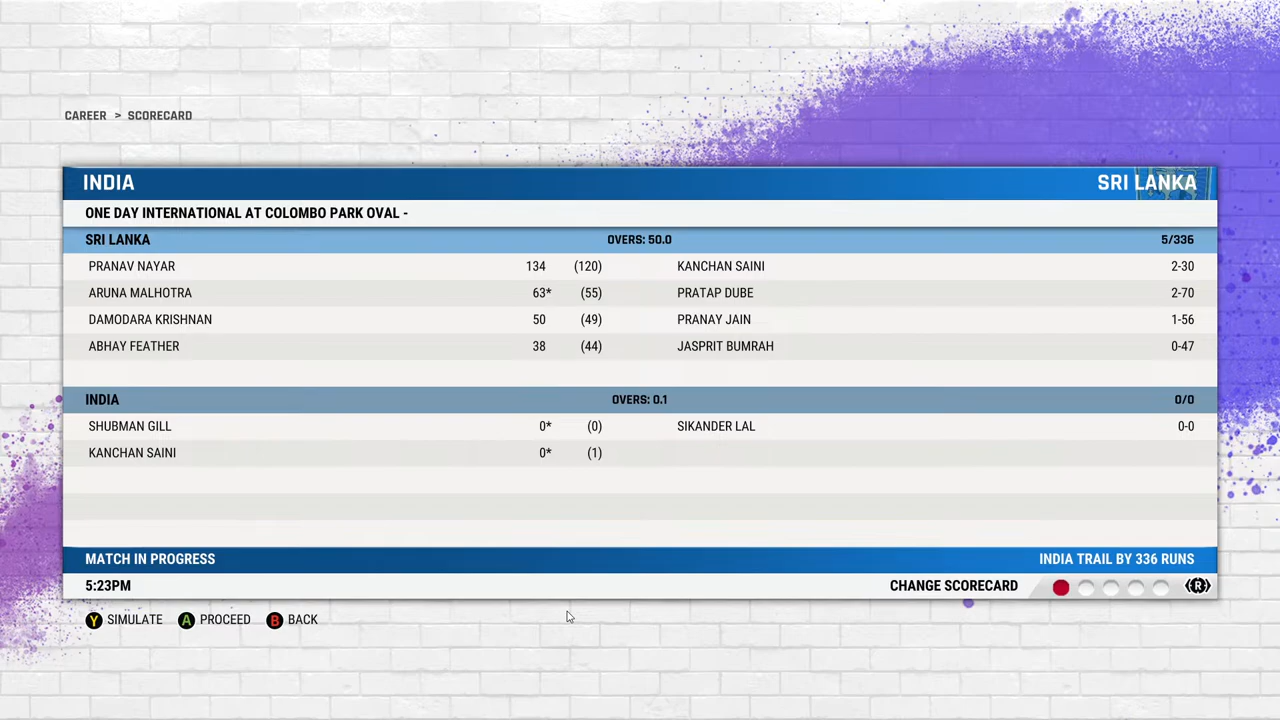 CAREER > SCORECARD
INDIA SRI LANKA
ONE DAY INTERNATIONAL AT COLOMBO PARK OVAL -
SRI LANKA OVERS: 50.0 5/336
PRANAV NAYAR 134 (120) KANCHAN SAINI 2-30
ARUNA MALHOTRA 63* (55) PRATAP DUBE 2-70
DAMODARA KRISHNAN 50 (49) PRANAY JAIN 1-56
ABHAY FEATHER 38 (44) JASPRIT BUMRAH 0-47
INDIA OVERS: 0.1 0/0
SHUBMAN GILL 0* (0) SIKANDER LAL 0-0
KANCHAN SAINI 0* (1)
MATCH IN PROGRESS INDIA TRAIL BY 336 RUNS
5:23PM CHANGE SCORECARD R
Y SIMULATE A PROCEED B BACK